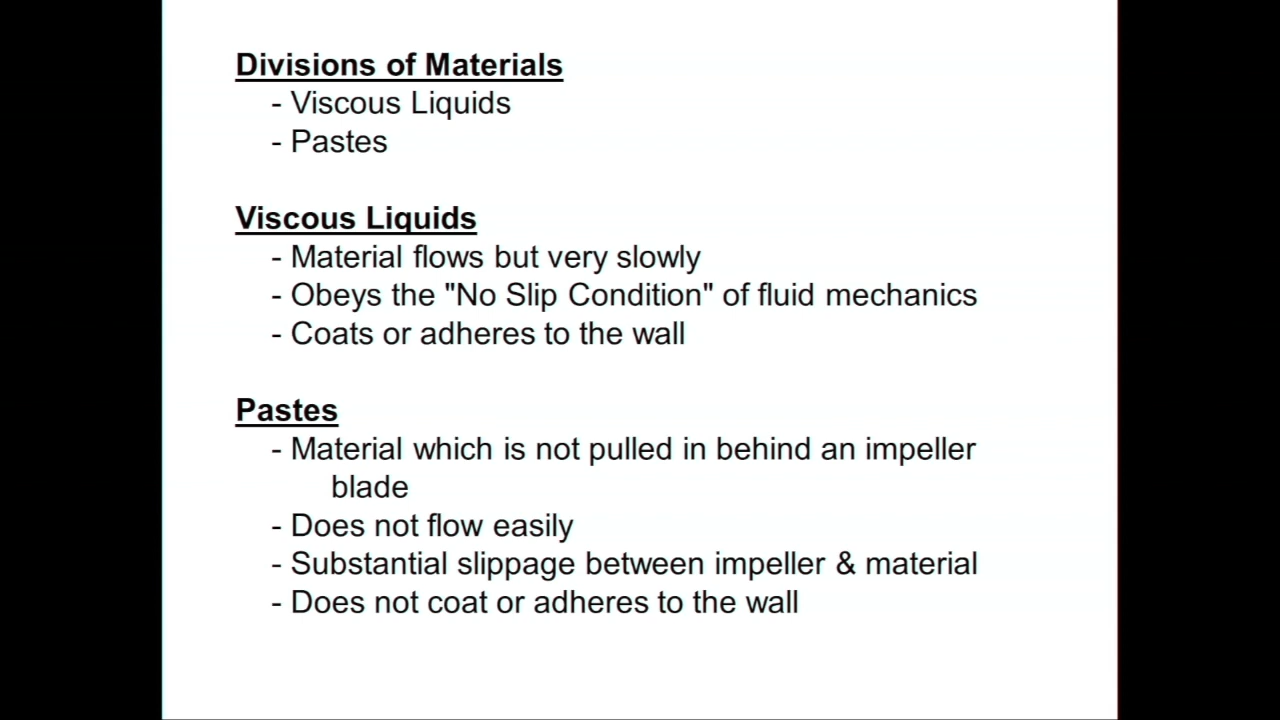 Divisions of Materials
- Viscous Liquids
- Pastes
Viscous Liquids
- Material flows but very slowly
- Obeys the "No Slip Condition" of fluid mechanics
- Coats or adheres to the wall
Pastes
- Material which is not pulled in behind an impeller
blade
- Does not flow easily
- Substantial slippage between impeller & material
- Does not coat or adheres to the wall